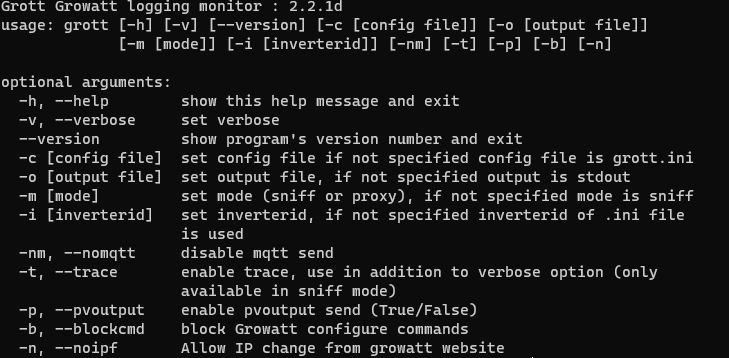 Grott Growatt logging monitor : 2.2.1d
usage: grott [-h] [-v] [--version] [-c [config file]] [-o [output file]]
             [-m [mode]] [-i [inverterid]] [-nm] [-t] [-p] [-b] [-n]

optional arguments:
  -h, --help        show this help message and exit
  -v, --verbose     set verbose
  --version         show program's version number and exit
  -c [config file]  set config file if not specified config file is grott.ini
  -o [output file]  set output file, if not specified output is stdout
  -m [mode]         set mode (sniff or proxy), if not specified mode is sniff
  -i [inverterid]   set inverterid, if not specified inverterid of .ini file
                    is used
  -nm, --nomqtt     disable mqtt send
  -t, --trace       enable trace, use in addition to verbose option (only
                    available in sniff mode)
  -p, --pvoutput    enable pvoutput send (True/False)
  -b, --blockcmd    block Growatt configure commands
  -n, --noipf       Allow IP change from growatt website